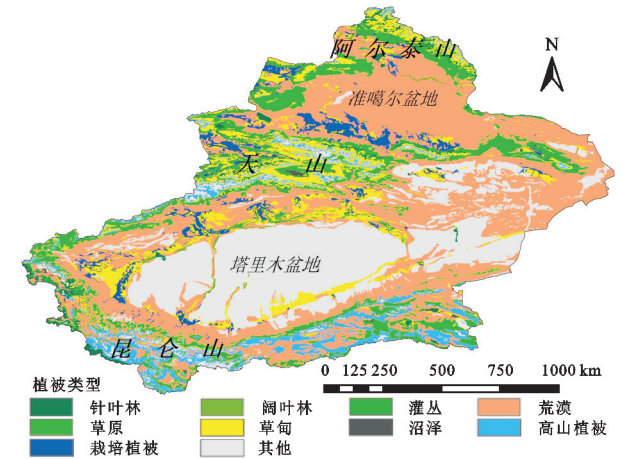 阿尔泰山
N
准噶尔盆地
天山
塔里木盆地
昆仑山
植被类型
0 125 250 500 750 1000 km
针叶林 阔叶林 灌丛 荒漠
草原 草甸 沼泽 高山植被
栽培植被 其他